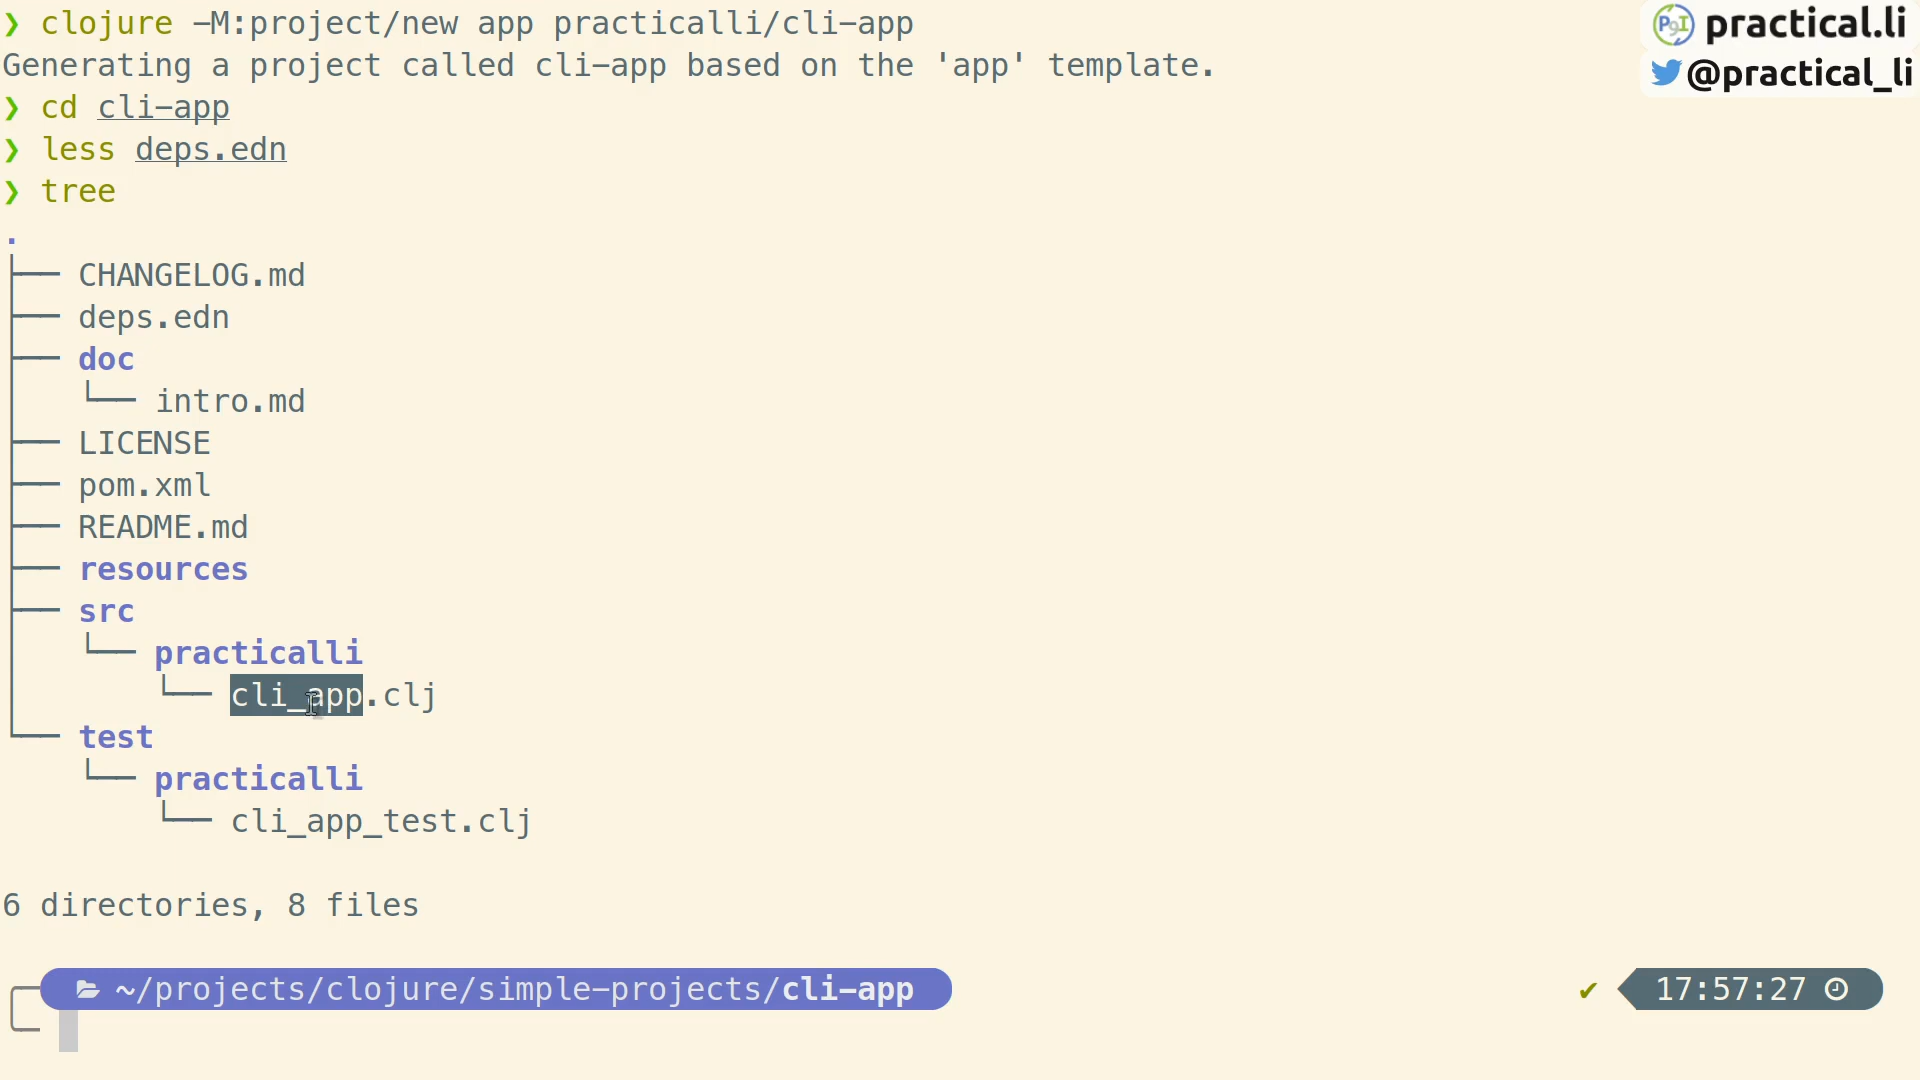 ❯ clojure -M:project/new app practicalli/cli-app
Generating a project called cli-app based on the 'app' template.
❯ cd cli-app
❯ less deps.edn
❯ tree
.
├── CHANGELOG.md
├── deps.edn
├── doc
│   └── intro.md
├── LICENSE
├── pom.xml
├── README.md
├── resources
├── src
│   └── practicalli
│       └── cli_app.clj
└── test
    └── practicalli
        └── cli_app_test.clj
6 directories, 8 files
~/projects/clojure/simple-projects/cli-app ✔ 17:57:27
practical.li
@practical_li